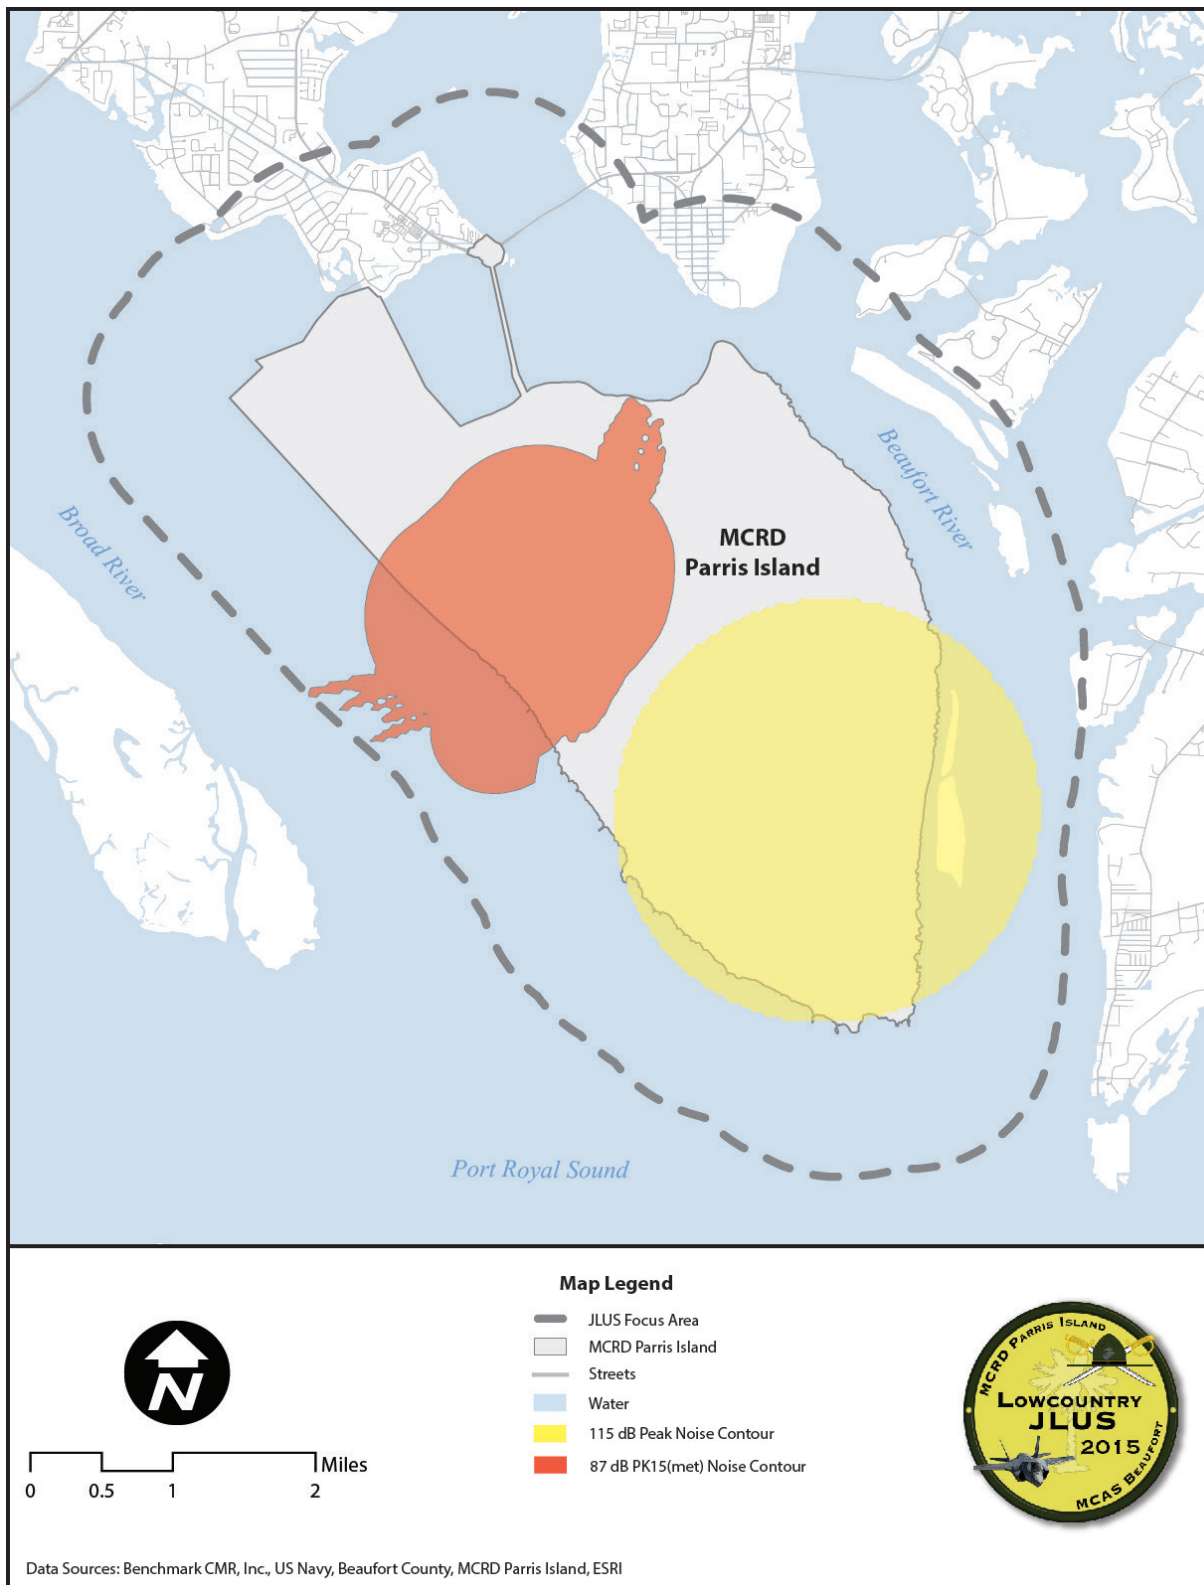 MCRD
Parris Island
Broad River
Beaufort River
Port Royal Sound
Map Legend
JLUS Focus Area
MCRD Parris Island
Streets
Water
115 dB Peak Noise Contour
87 dB PK15(met) Noise Contour
N
Miles
0 0.5 1 2
MCRD Parris Island
Lowcountry
JLUS
2015
MCAS Beaufort
Data Sources: Benchmark CMR, Inc., US Navy, Beaufort County, MCRD Parris Island, ESRI